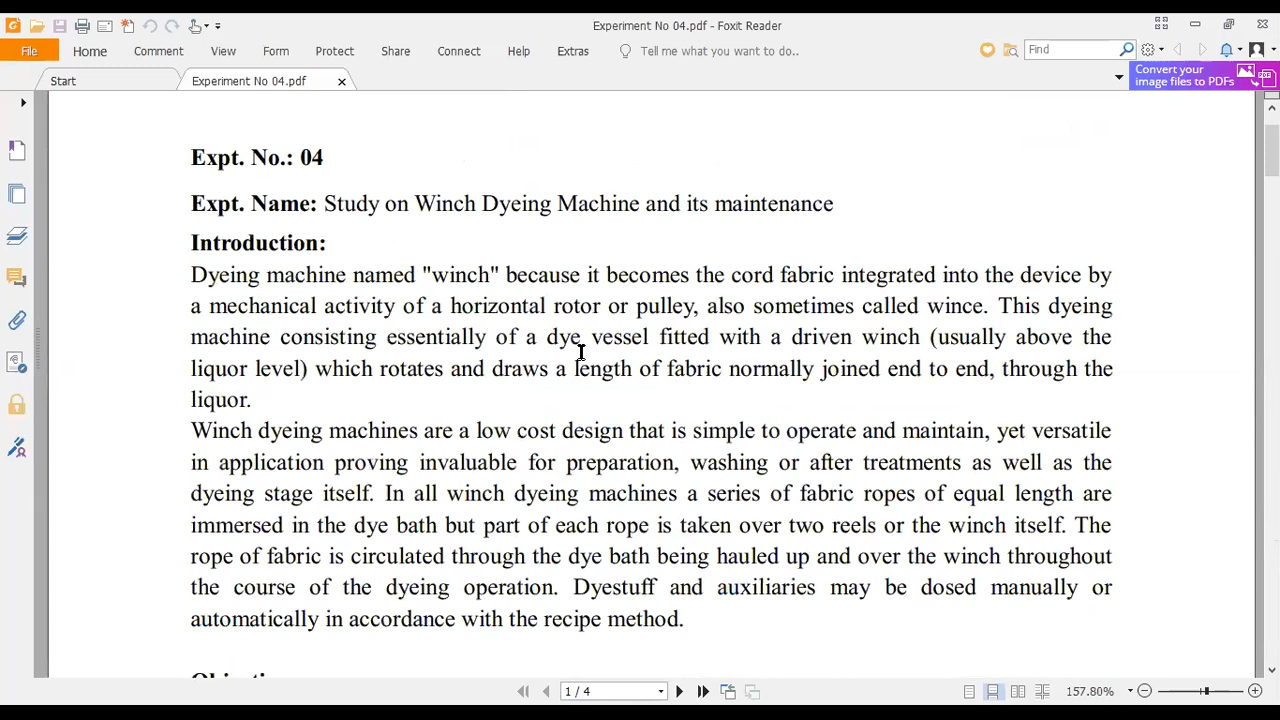 Experiment No 04.pdf - Foxit Reader
File Home Comment View Form Protect Share Connect Help Extras Tell me what you want to do.. Find
Start Experiment No 04.pdf
Convert your
image files to PDFs
Expt. No.: 04
Expt. Name: Study on Winch Dyeing Machine and its maintenance
Introduction:
Dyeing machine named "winch" because it becomes the cord fabric integrated into the device by
a mechanical activity of a horizontal rotor or pulley, also sometimes called wince. This dyeing
machine consisting essentially of a dye vessel fitted with a driven winch (usually above the
liquor level) which rotates and draws a length of fabric normally joined end to end, through the
liquor.
Winch dyeing machines are a low cost design that is simple to operate and maintain, yet versatile
in application proving invaluable for preparation, washing or after treatments as well as the
dyeing stage itself. In all winch dyeing machines a series of fabric ropes of equal length are
immersed in the dye bath but part of each rope is taken over two reels or the winch itself. The
rope of fabric is circulated through the dye bath being hauled up and over the winch throughout
the course of the dyeing operation. Dyestuff and auxiliaries may be dosed manually or
automatically in accordance with the recipe method.
1 / 4 157.80%